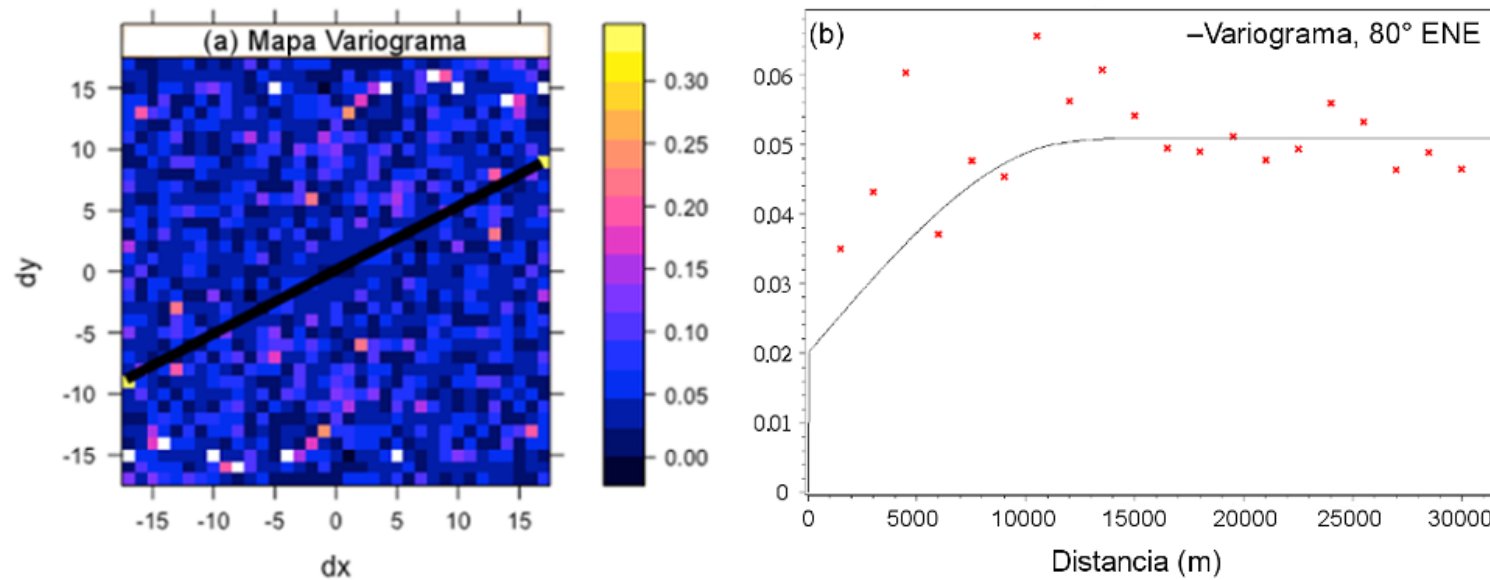 (a) Mapa Variograma
15
10
5
0
-5
-10
-15
dy
-15 -10 -5 0 5 10 15
dx
0.30
0.25
0.20
0.15
0.10
0.05
0.00
(b)
–Variograma, 80° ENE
0.06
0.05
0.04
0.03
0.02
0.01
0
0 5000 10000 15000 20000 25000 30000
Distancia (m)